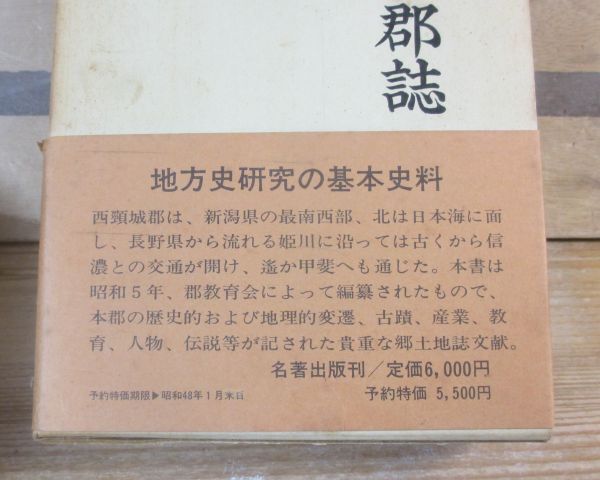 郡誌
地方史研究の基本史料
西頸城郡は、新潟県の最南西部、北は日本海に面
し、長野県から流れる姫川に沿っては古くから信
濃との交通が開け、遙か甲斐へも通じた。本書は
昭和5年、郡教育会によって編纂されたもので、
本郡の歴史的および地理的変遷、古蹟、産業、教
育、人物、伝説等が記された貴重な郷土地誌文献。
名著出版刊/定価6,000円
予約特価期限▶昭和48年1月末日
予約特価 5,500円